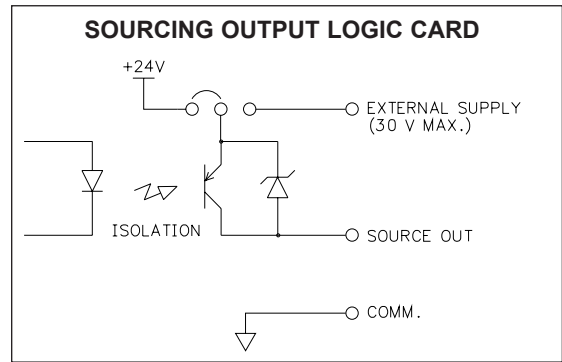 SOURCING OUTPUT LOGIC CARD
+24V
EXTERNAL SUPPLY
(30 V MAX.)
ISOLATION
SOURCE OUT
COMM.